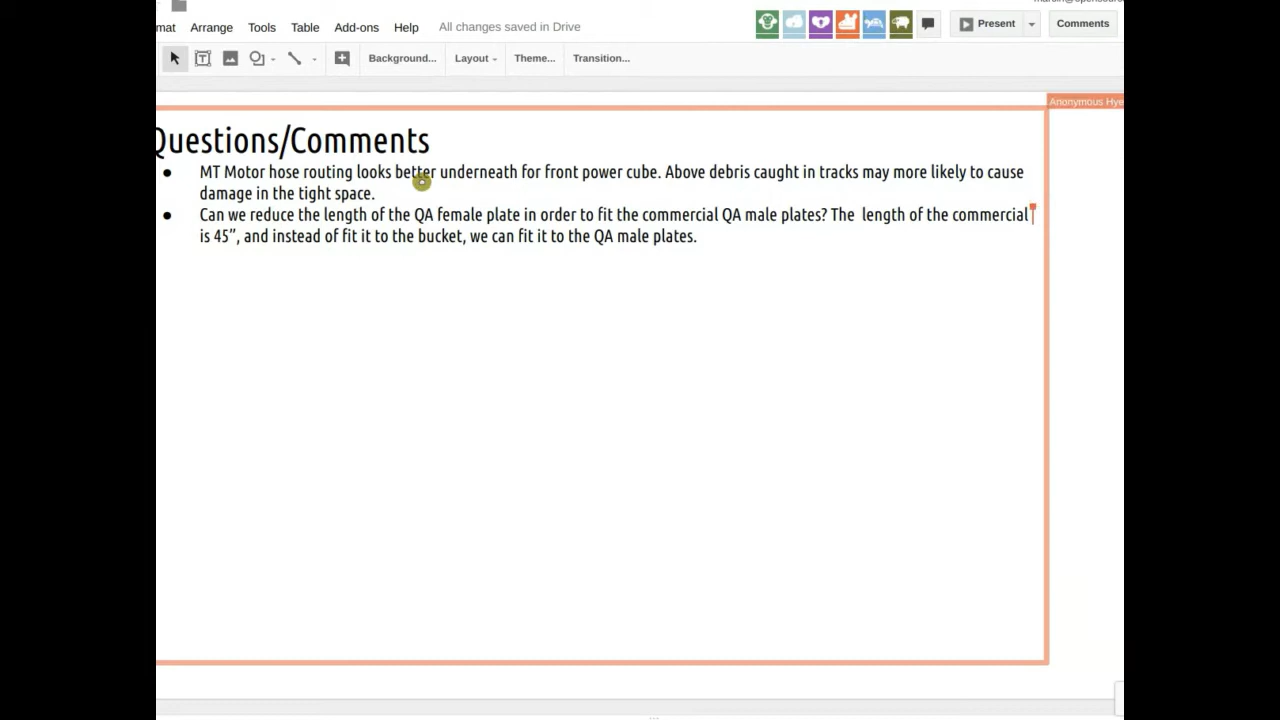 mat Arrange Tools Table Add-ons Help All changes saved in Drive Present Comments
Background... Layout Theme... Transition...
Anonymous Hye
Questions/Comments
● MT Motor hose routing looks better underneath for front power cube. Above debris caught in tracks may more likely to cause
damage in the tight space.
● Can we reduce the length of the QA female plate in order to fit the commercial QA male plates? The length of the commercial
is 45”, and instead of fit it to the bucket, we can fit it to the QA male plates.